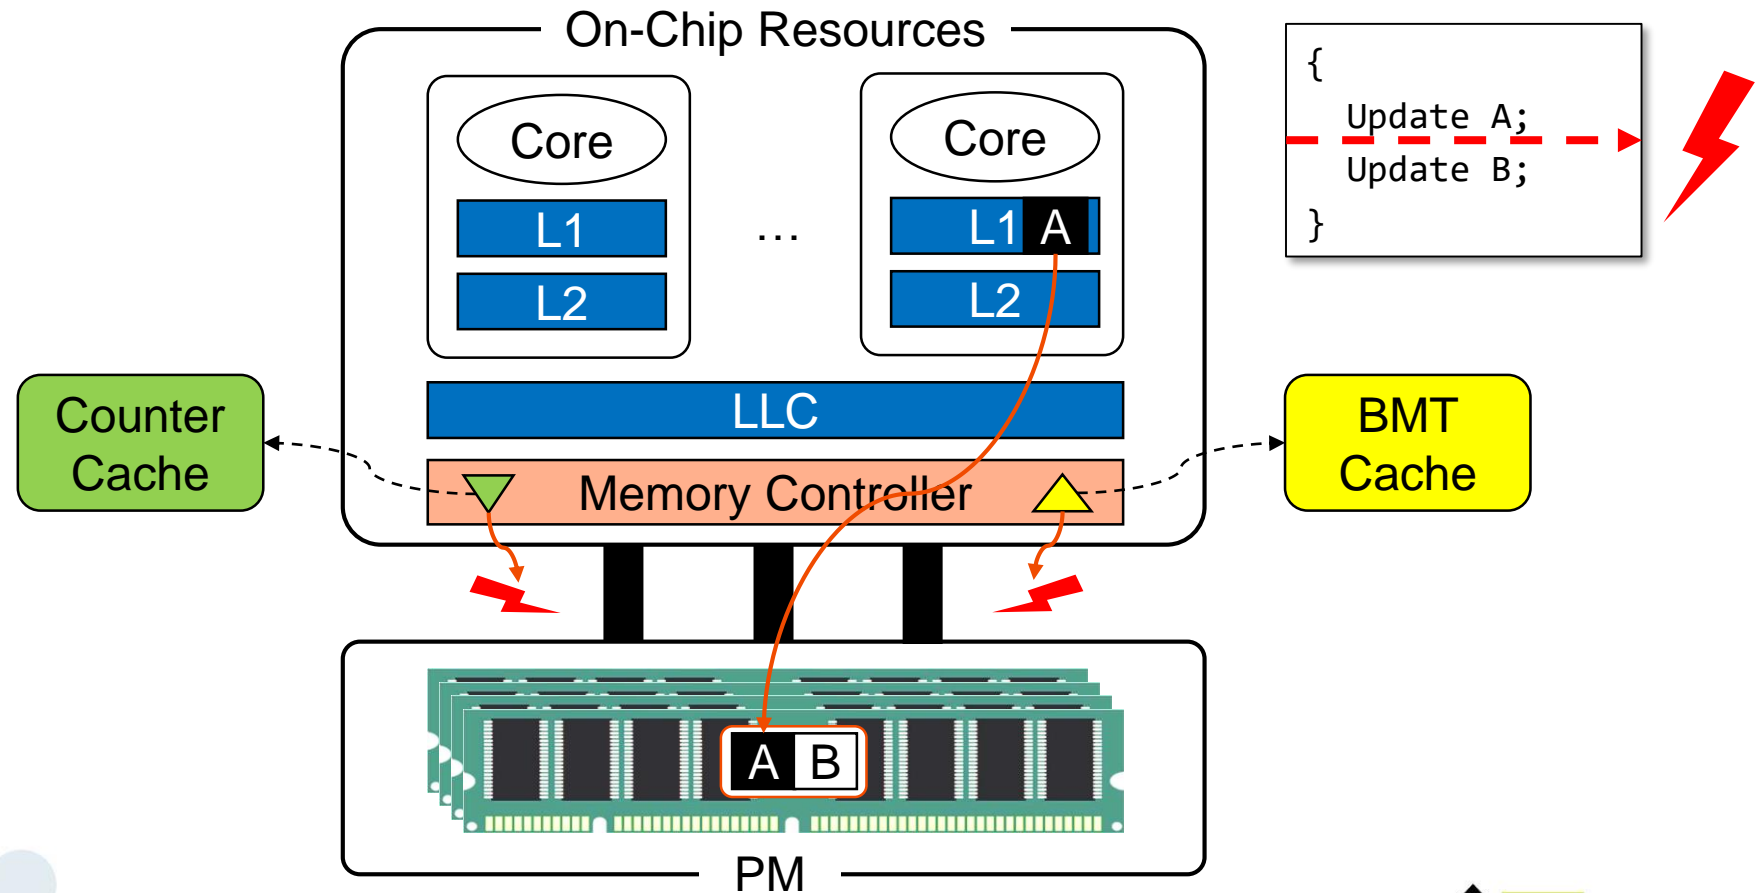 On-Chip Resources
Core
L1
L2
...
Core
L1 A
L2
{
Update A;
Update B;
}
Counter
Cache
LLC
Memory Controller
BMT
Cache
A B
PM